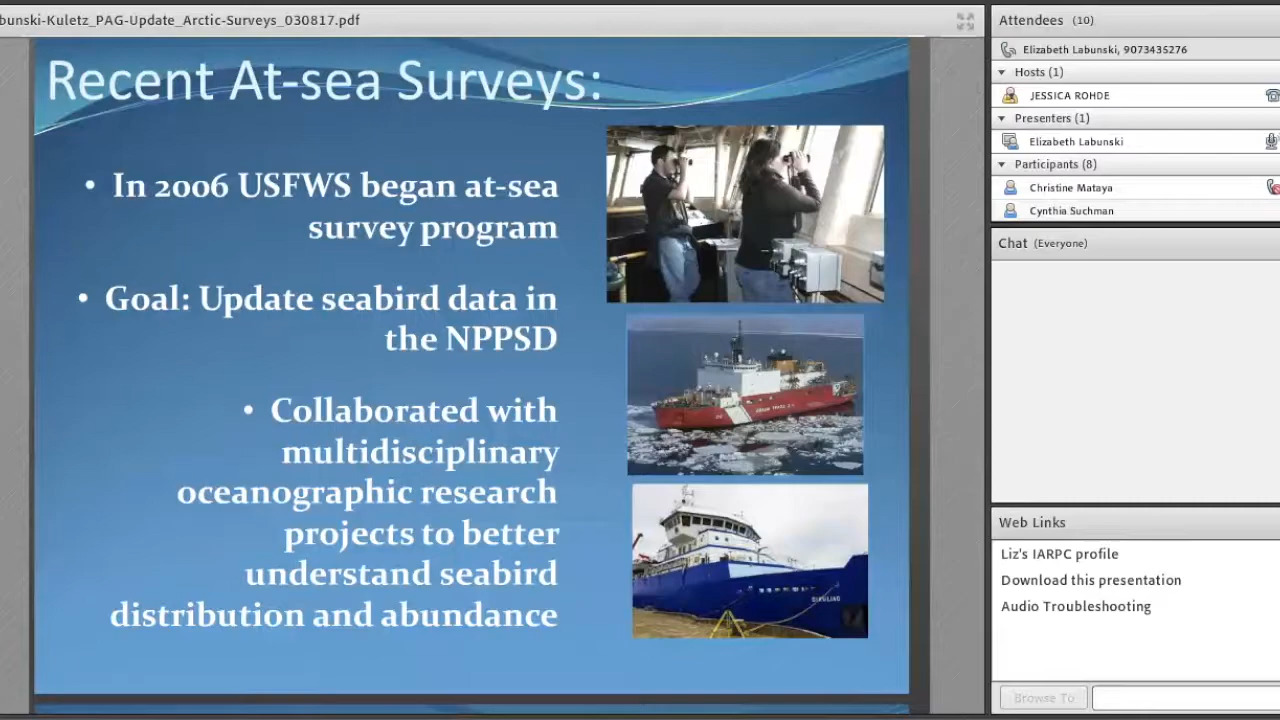 bunski-Kuletz_PAG-Update_Arctic-Surveys_030817.pdf
Recent At-sea Surveys:
• In 2006 USFWS began at-sea
survey program
• Goal: Update seabird data in
the NPPSD
• Collaborated with
multidisciplinary
oceanographic research
projects to better
understand seabird
distribution and abundance
SIKULIAQ
Attendees (10)
Elizabeth Labunski, 9073435276
Hosts (1)
JESSICA ROHDE
Presenters (1)
Elizabeth Labunski
Participants (8)
Christine Mataya
Cynthia Suchman
Chat (Everyone)
Web Links
Liz's IARPC profile
Download this presentation
Audio Troubleshooting
Browse To